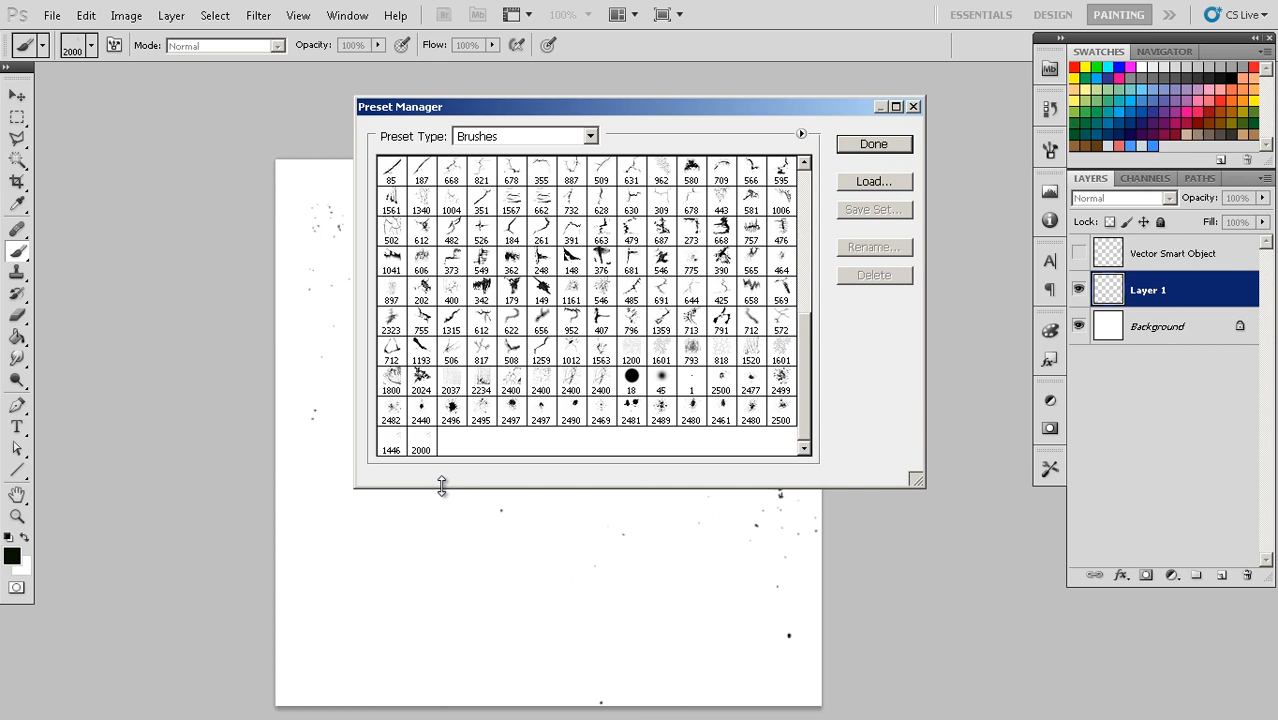 Ps File Edit Image Layer Select Filter View Window Help Br Mb 100% ESSENTIALS DESIGN PAINTING CS Live
2000 Mode: Normal Opacity: 100% Flow: 100%
SWATCHES NAVIGATOR
Mb
Preset Manager
Preset Type: Brushes
Done
Load...
Save Set...
Rename...
Delete
85 187 668 821 678 355 887 509 631 962 580 709 566 595
1561 1340 1004 351 1567 662 732 628 630 309 678 443 581 1006
502 612 482 526 184 261 391 663 479 687 273 668 757 476
1041 606 373 549 362 248 148 376 681 546 775 390 565 464
897 202 400 342 179 149 1161 546 485 691 644 425 658 569
2323 755 1315 612 622 656 952 407 796 1359 713 791 712 572
712 1193 506 817 508 1259 1012 1563 1200 1601 793 818 1520 1601
1800 2024 2037 2234 2400 2400 2400 2400 18 45 1 2500 2477 2499
2482 2440 2496 2495 2497 2497 2490 2469 2481 2489 2480 2461 2480 2500
1446 2000
LAYERS CHANNELS PATHS
Normal Opacity: 100%
Lock: Fill: 100%
Vector Smart Object
Layer 1
Background